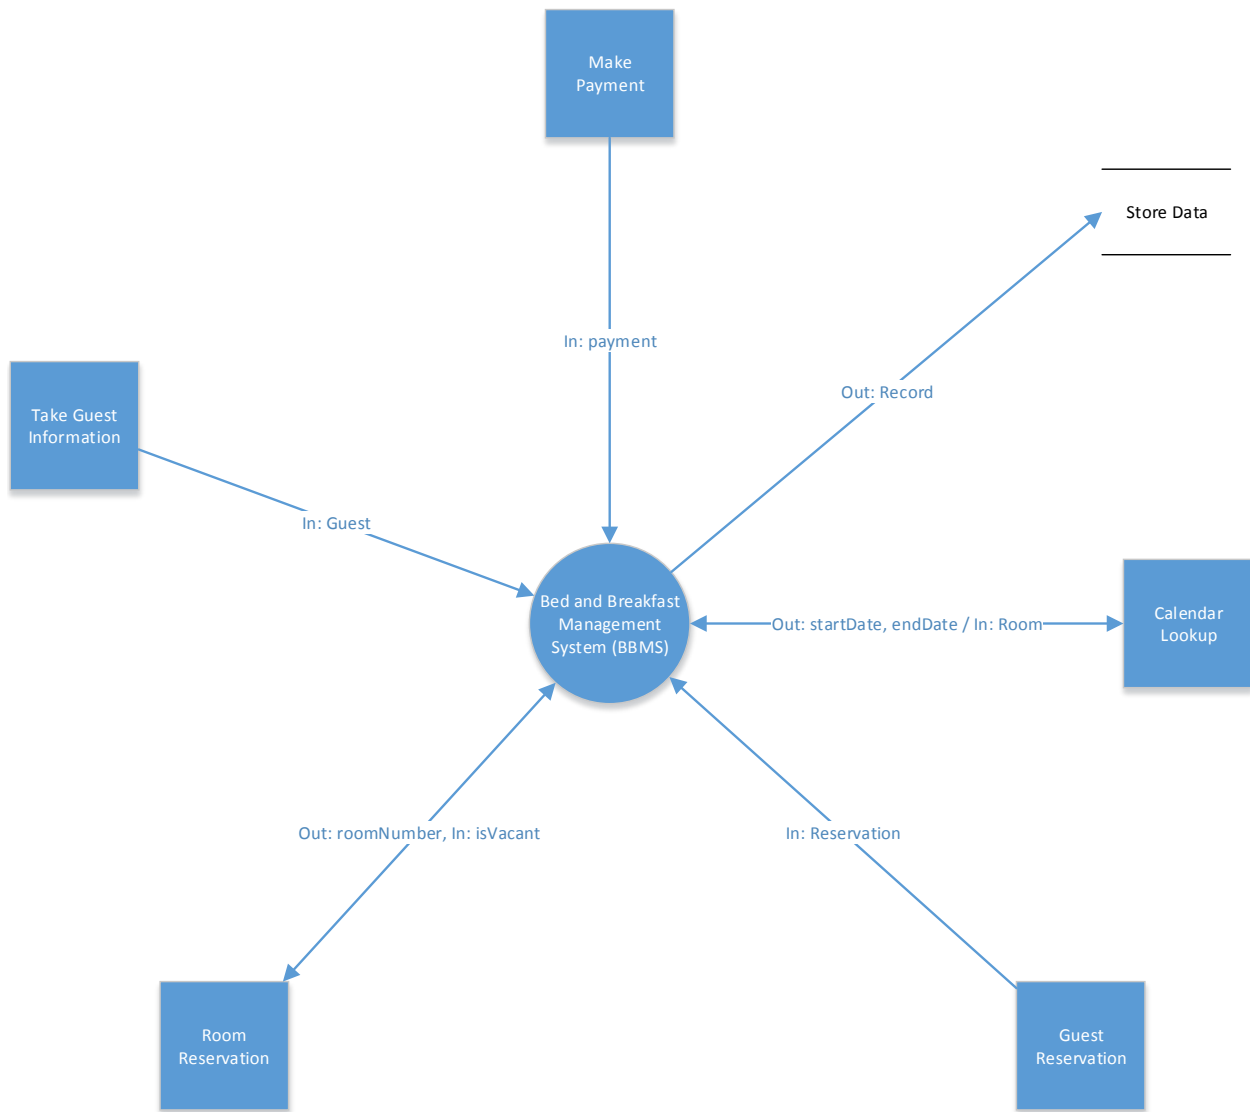 Make
Payment
Store Data
In: payment
Out: Record
Take Guest
Information
In: Guest
Bed and Breakfast
Management
System (BBMS)
Out: startDate, endDate / In: Room
Calendar
Lookup
Out: roomNumber, In: isVacant
In: Reservation
Room
Reservation
Guest
Reservation